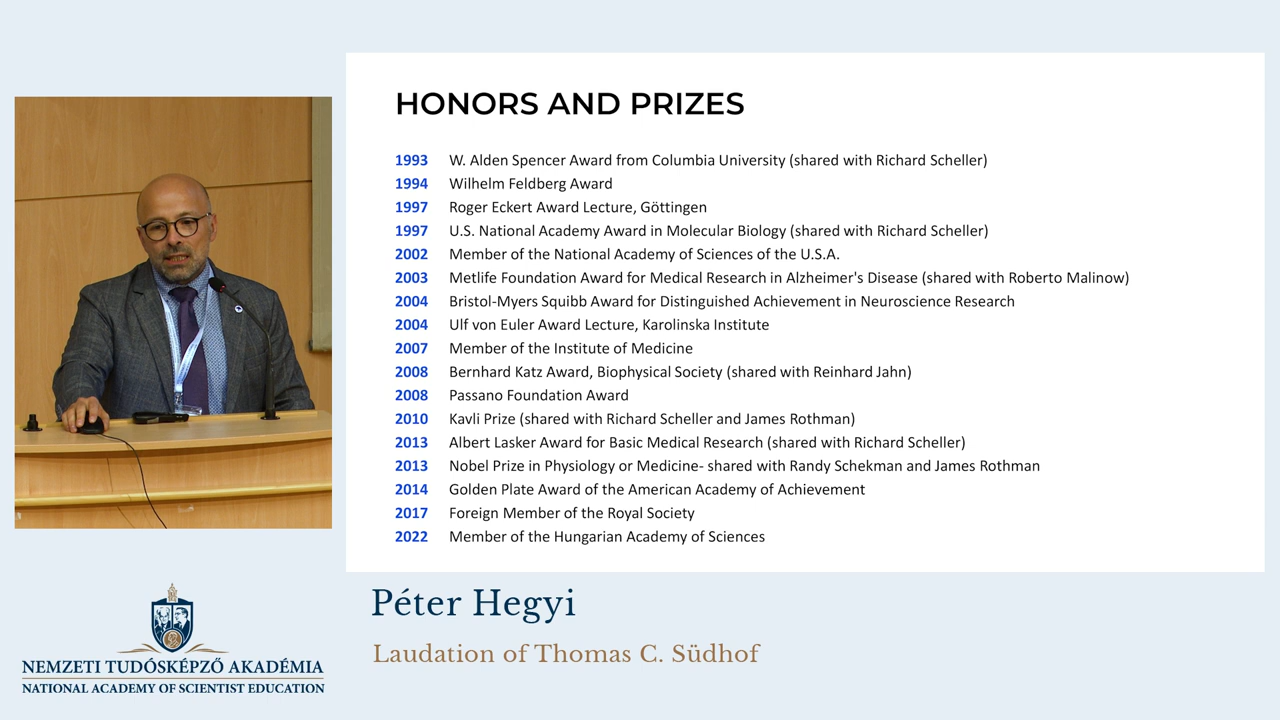 HONORS AND PRIZES
1993 W. Alden Spencer Award from Columbia University (shared with Richard Scheller)
1994 Wilhelm Feldberg Award
1997 Roger Eckert Award Lecture, Göttingen
1997 U.S. National Academy Award in Molecular Biology (shared with Richard Scheller)
2002 Member of the National Academy of Sciences of the U.S.A.
2003 Metlife Foundation Award for Medical Research in Alzheimer's Disease (shared with Roberto Malinow)
2004 Bristol-Myers Squibb Award for Distinguished Achievement in Neuroscience Research
2004 Ulf von Euler Award Lecture, Karolinska Institute
2007 Member of the Institute of Medicine
2008 Bernhard Katz Award, Biophysical Society (shared with Reinhard Jahn)
2008 Passano Foundation Award
2010 Kavli Prize (shared with Richard Scheller and James Rothman)
2013 Albert Lasker Award for Basic Medical Research (shared with Richard Scheller)
2013 Nobel Prize in Physiology or Medicine- shared with Randy Schekman and James Rothman
2014 Golden Plate Award of the American Academy of Achievement
2017 Foreign Member of the Royal Society
2022 Member of the Hungarian Academy of Sciences
Péter Hegyi
Laudation of Thomas C. Südhof
NEMZETI TUDÓSKÉPZŐ AKADÉMIA
NATIONAL ACADEMY OF SCIENTIST EDUCATION